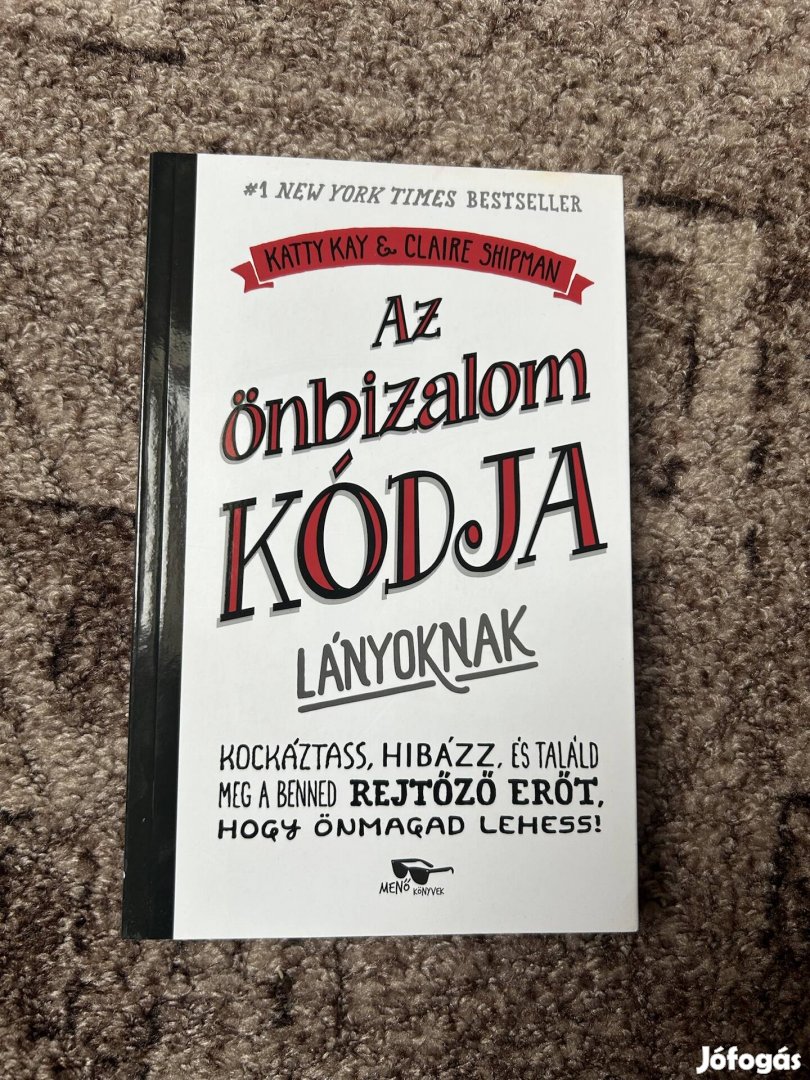 #1 NEW YORK TIMES BESTSELLER
KATTY KAY & CLAIRE SHIPMAN
Az
önbizalom
KÓDJA
LÁNYOKNAK
KOCKÁZTASS, HIBÁZZ, ÉS TALÁLD
MEG A BENNED REJTŐZŐ ERŐT,
HOGY ÖNMAGAD LEHESS!
MENŐ KÖNYVEK
Jófogás